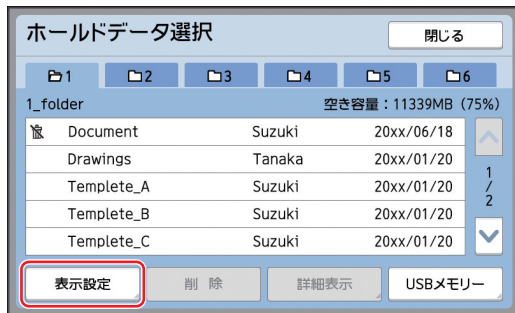 ホールドデータ選択 閉じる
1 2 3 4 5 6
1_folder 空き容量：11339MB（75%）
Document Suzuki 20xx/06/18
Drawings Tanaka 20xx/01/20
Templete_A Suzuki 20xx/01/20
Templete_B Suzuki 20xx/01/20
Templete_C Suzuki 20xx/01/20
1
/
2
表示設定 削 除 詳細表示 USBメモリー